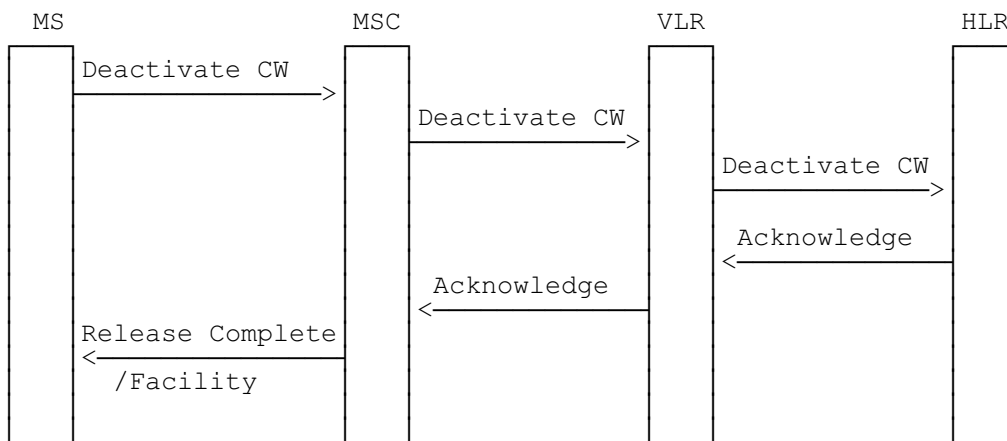 MS MSC VLR HLR
Deactivate CW
Deactivate CW
Deactivate CW
Acknowledge
Acknowledge
Release Complete
/Facility